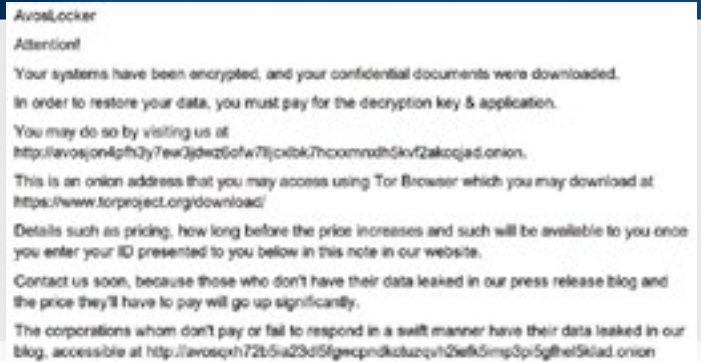 AvosLocker
Attention!
Your systems have been encrypted, and your confidential documents were downloaded.
In order to restore your data, you must pay for the decryption key & application.
You may do so by visiting us at
This is an onion address that you may access using Tor Browser which you may download at
https://www.torproject.org/download/
Details such as pricing, how long before the price increases and such will be available to you once
you enter your ID presented to you below in this note in our website.
Contact us soon, because those who don't have their data leaked in our press release blog and
the price they'll have to pay will go up significantly.
The corporations whom don't pay or fail to respond in a swift manner have their data leaked in our
blog, accessible at